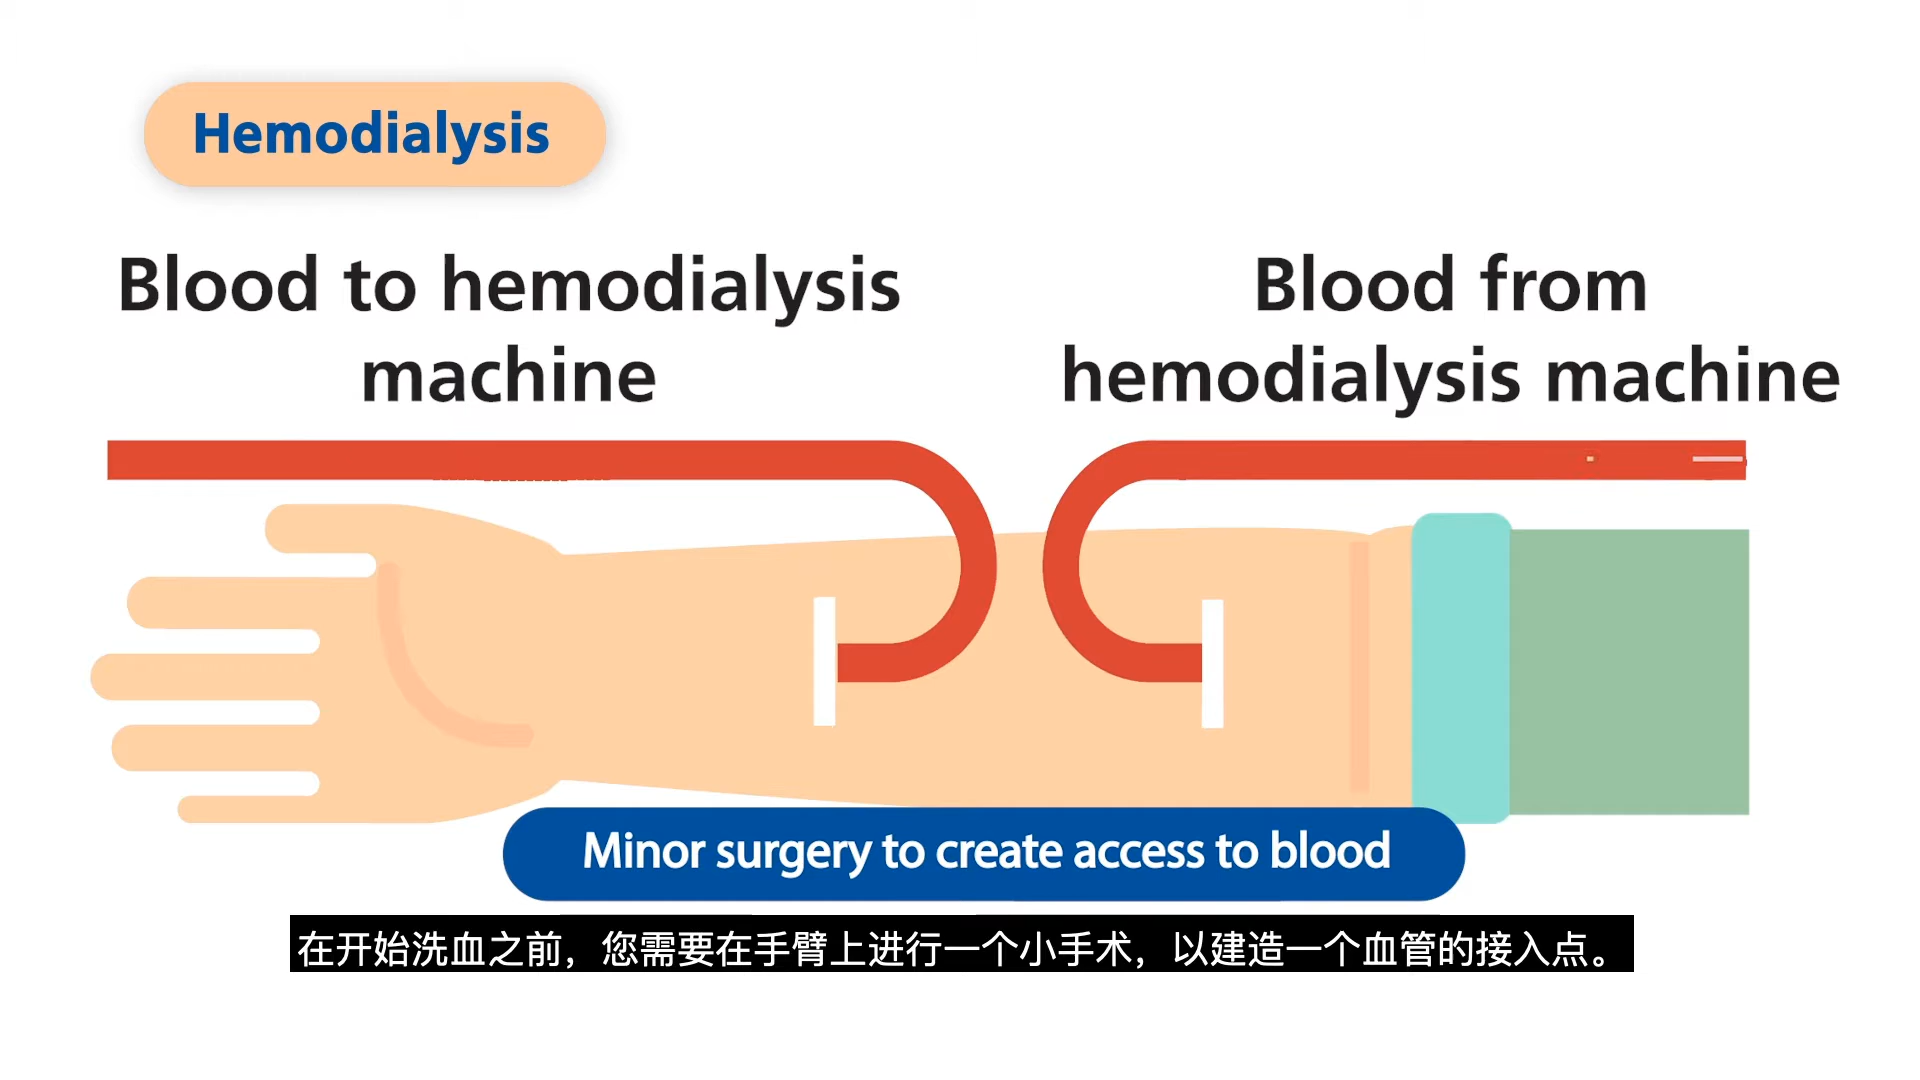 Hemodialysis
Blood to hemodialysis
machine
Blood from
hemodialysis machine
Minor surgery to create access to blood
在开始洗血之前，您需要在手臂上进行一个小手术，以建造一个血管的接入点。